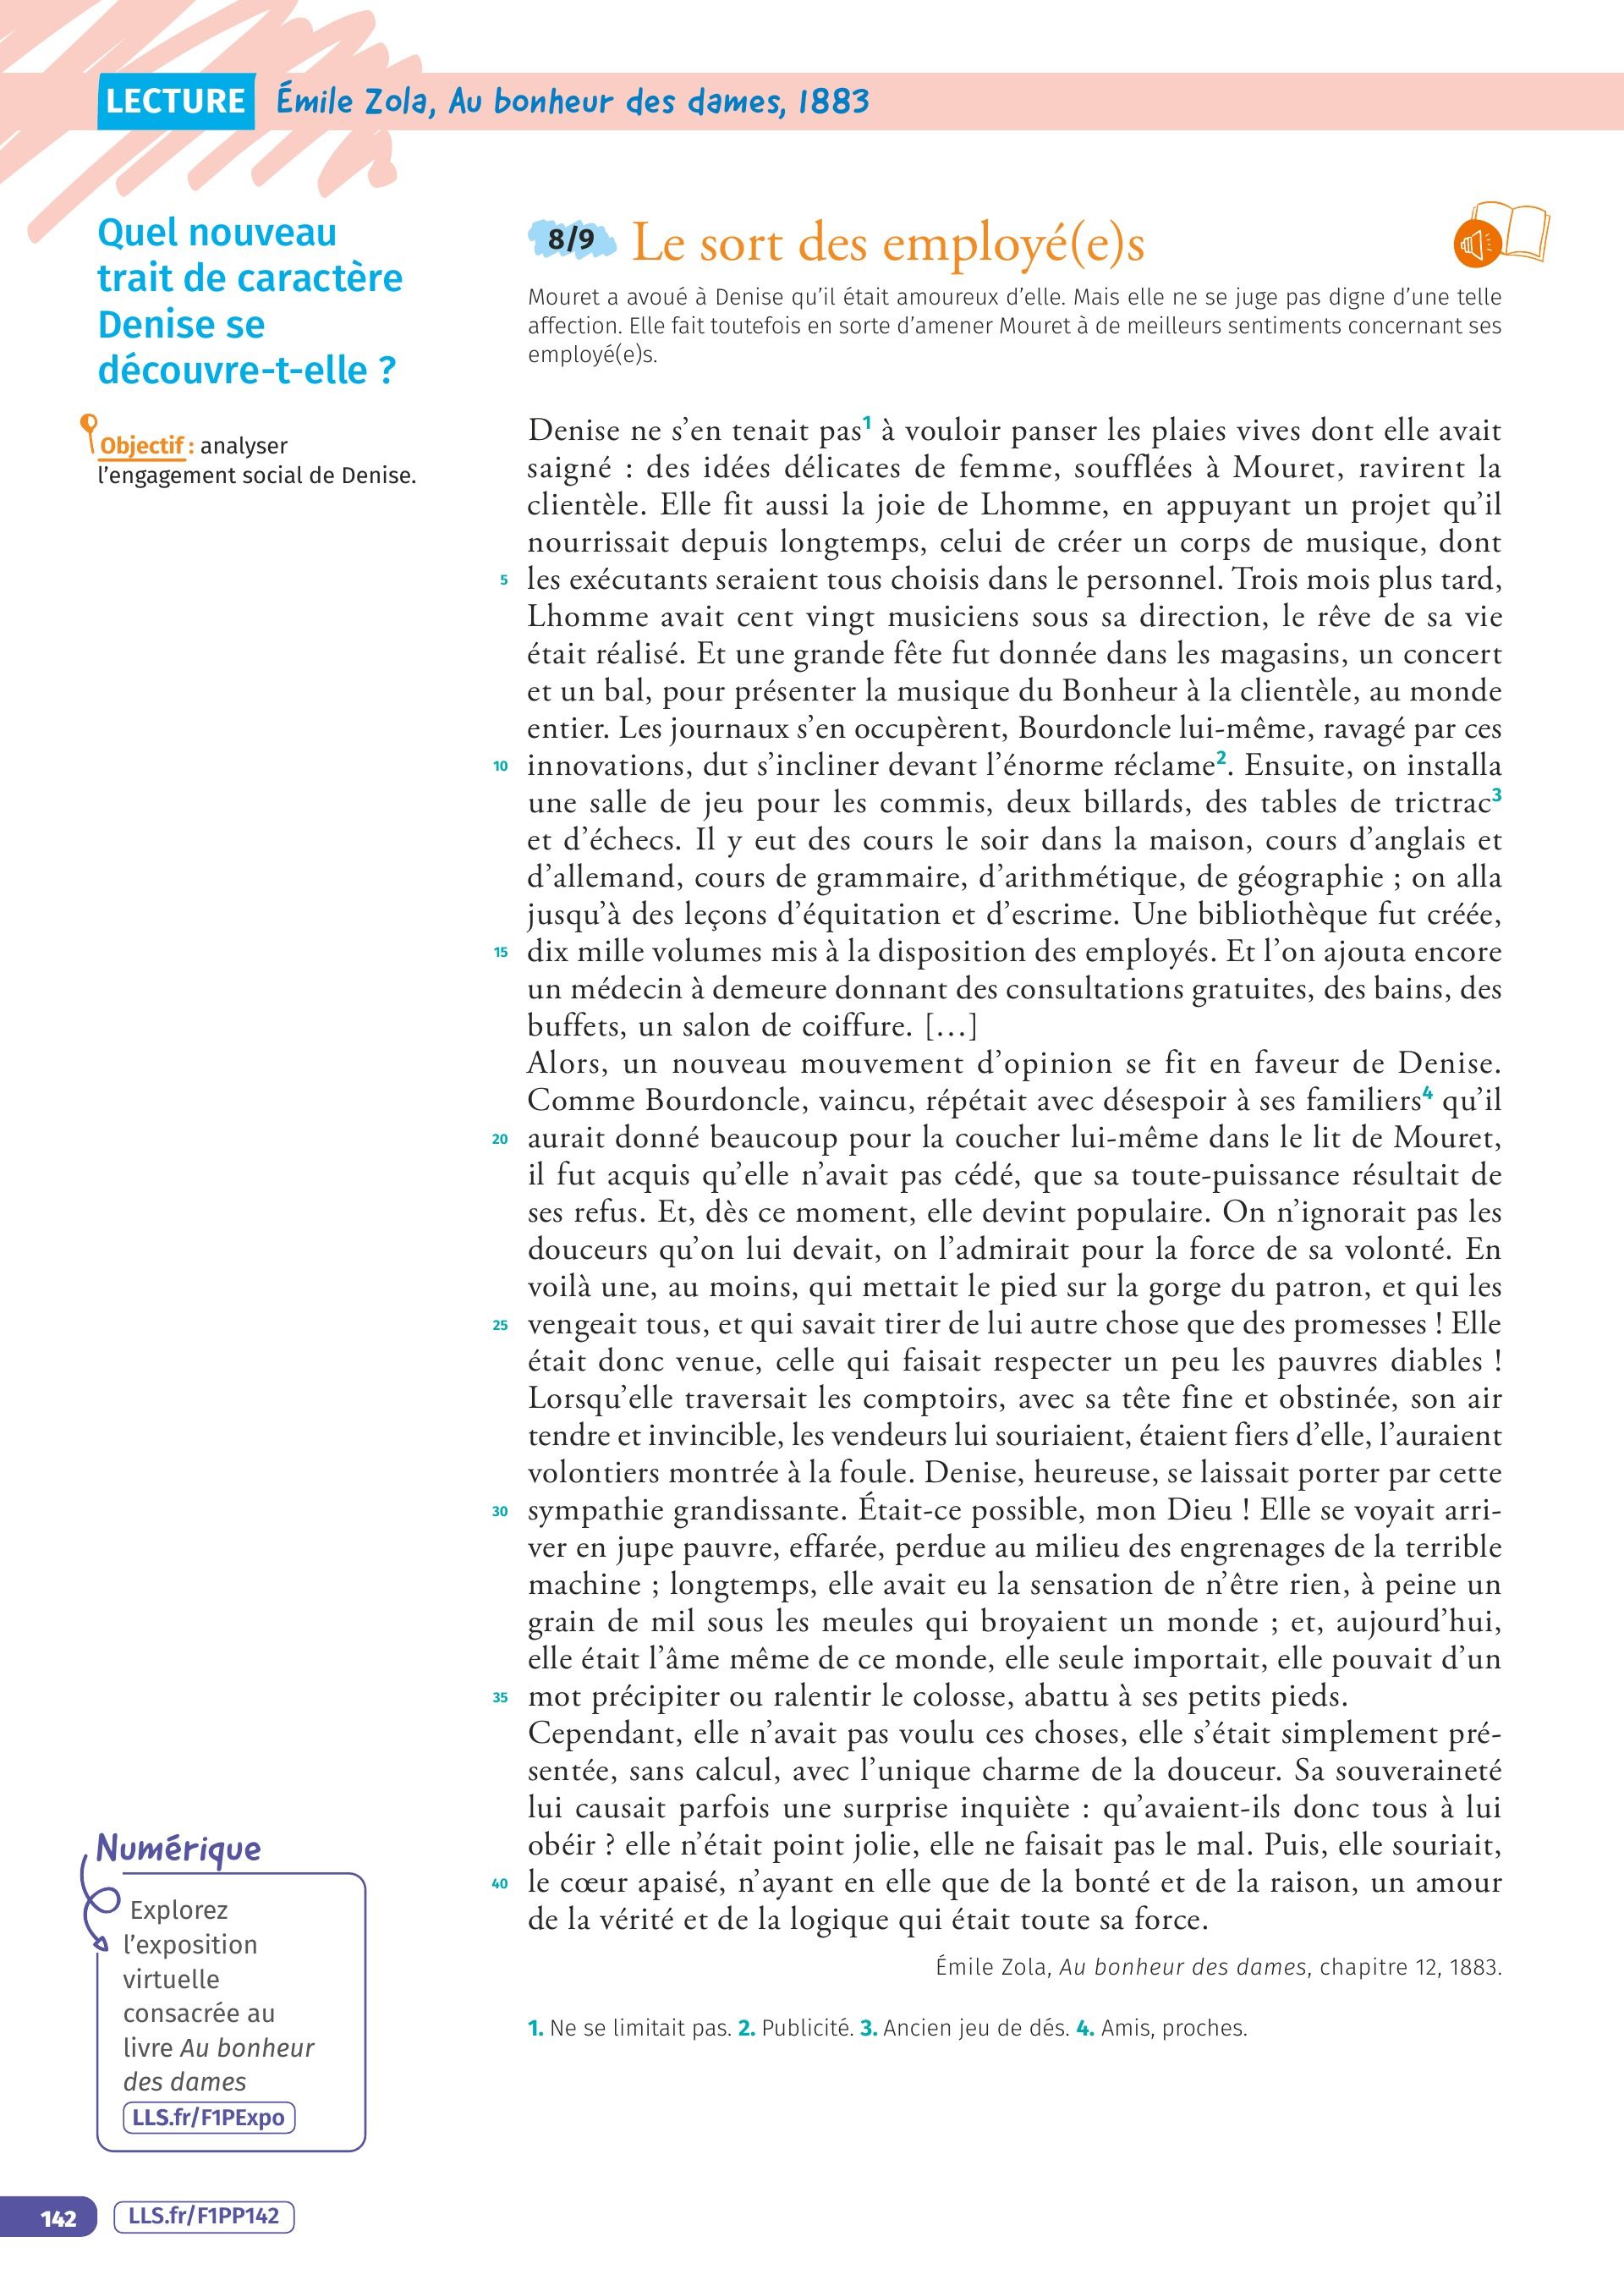 LECTURE Émile Zola, Au bonheur des dames, 1883
Quel nouveau
trait de caractère
Denise se
découvre-t-elle ?
Objectif : analyser
l’engagement social de Denise.
8/9 Le sort des employé(e)s
Mouret a avoué à Denise qu’il était amoureux d’elle. Mais elle ne se juge pas digne d’une telle
affection. Elle fait toutefois en sorte d’amener Mouret à de meilleurs sentiments concernant ses
employé(e)s.
Denise ne s’en tenait pas1 à vouloir panser les plaies vives dont elle avait
saigné : des idées délicates de femme, soufflées à Mouret, ravirent la
clientèle. Elle fit aussi la joie de Lhomme, en appuyant un projet qu’il
nourrissait depuis longtemps, celui de créer un corps de musique, dont
5 les exécutants seraient tous choisis dans le personnel. Trois mois plus tard,
Lhomme avait cent vingt musiciens sous sa direction, le rêve de sa vie
était réalisé. Et une grande fête fut donnée dans les magasins, un concert
et un bal, pour présenter la musique du Bonheur à la clientèle, au monde
entier. Les journaux s’en occupèrent, Bourdoncle lui-même, ravagé par ces
10 innovations, dut s’incliner devant l’énorme réclame2. Ensuite, on installa
une salle de jeu pour les commis, deux billards, des tables de trictrac3
et d’échecs. Il y eut des cours le soir dans la maison, cours d’anglais et
d’allemand, cours de grammaire, d’arithmétique, de géographie ; on alla
jusqu’à des leçons d’équitation et d’escrime. Une bibliothèque fut créée,
15 dix mille volumes mis à la disposition des employés. Et l’on ajouta encore
un médecin à demeure donnant des consultations gratuites, des bains, des
buffets, un salon de coiffure. […]
Alors, un nouveau mouvement d’opinion se fit en faveur de Denise.
Comme Bourdoncle, vaincu, répétait avec désespoir à ses familiers4 qu’il
20 aurait donné beaucoup pour la coucher lui-même dans le lit de Mouret,
il fut acquis qu’elle n’avait pas cédé, que sa toute-puissance résultait de
ses refus. Et, dès ce moment, elle devint populaire. On n’ignorait pas les
douceurs qu’on lui devait, on l’admirait pour la force de sa volonté. En
voilà une, au moins, qui mettait le pied sur la gorge du patron, et qui les
25 vengeait tous, et qui savait tirer de lui autre chose que des promesses ! Elle
était donc venue, celle qui faisait respecter un peu les pauvres diables !
Lorsqu’elle traversait les comptoirs, avec sa tête fine et obstinée, son air
tendre et invincible, les vendeurs lui souriaient, étaient fiers d’elle, l’auraient
volontiers montrée à la foule. Denise, heureuse, se laissait porter par cette
30 sympathie grandissante. Était-ce possible, mon Dieu ! Elle se voyait arri-
ver en jupe pauvre, effarée, perdue au milieu des engrenages de la terrible
machine ; longtemps, elle avait eu la sensation de n’être rien, à peine un
grain de mil sous les meules qui broyaient un monde ; et, aujourd’hui,
elle était l’âme même de ce monde, elle seule importait, elle pouvait d’un
35 mot précipiter ou ralentir le colosse, abattu à ses petits pieds.
Cependant, elle n’avait pas voulu ces choses, elle s’était simplement pré-
sentée, sans calcul, avec l’unique charme de la douceur. Sa souveraineté
lui causait parfois une surprise inquiète : qu’avaient-ils donc tous à lui
obéir ? elle n’était point jolie, elle ne faisait pas le mal. Puis, elle souriait,
40 le cœur apaisé, n’ayant en elle que de la bonté et de la raison, un amour
de la vérité et de la logique qui était toute sa force.
Émile Zola, Au bonheur des dames, chapitre 12, 1883.
1. Ne se limitait pas. 2. Publicité. 3. Ancien jeu de dés. 4. Amis, proches.
Numérique
Explorez
l’exposition
virtuelle
consacrée au
livre Au bonheur
des dames
LLS.fr/F1PExpo
142 LLS.fr/F1PP142